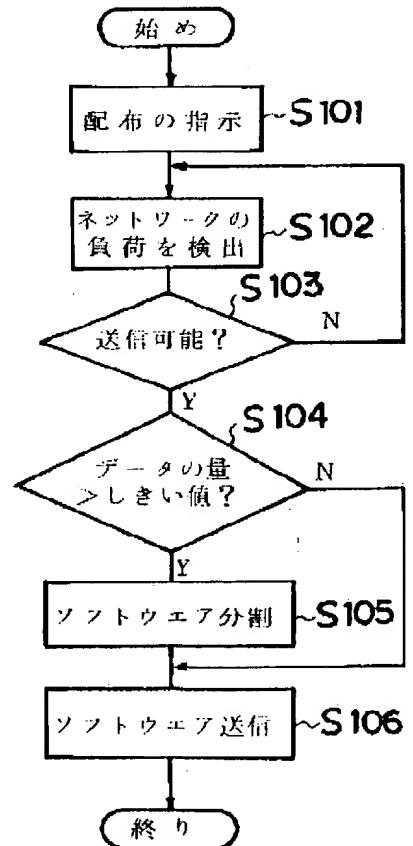 始め
配布の指示
S101
ネットワークの
負荷を検出
S102
S103
送信可能?
N
Y
S104
データの量
>しきい値?
N
Y
ソフトウエア分割
S105
ソフトウエア送信
S106
終り